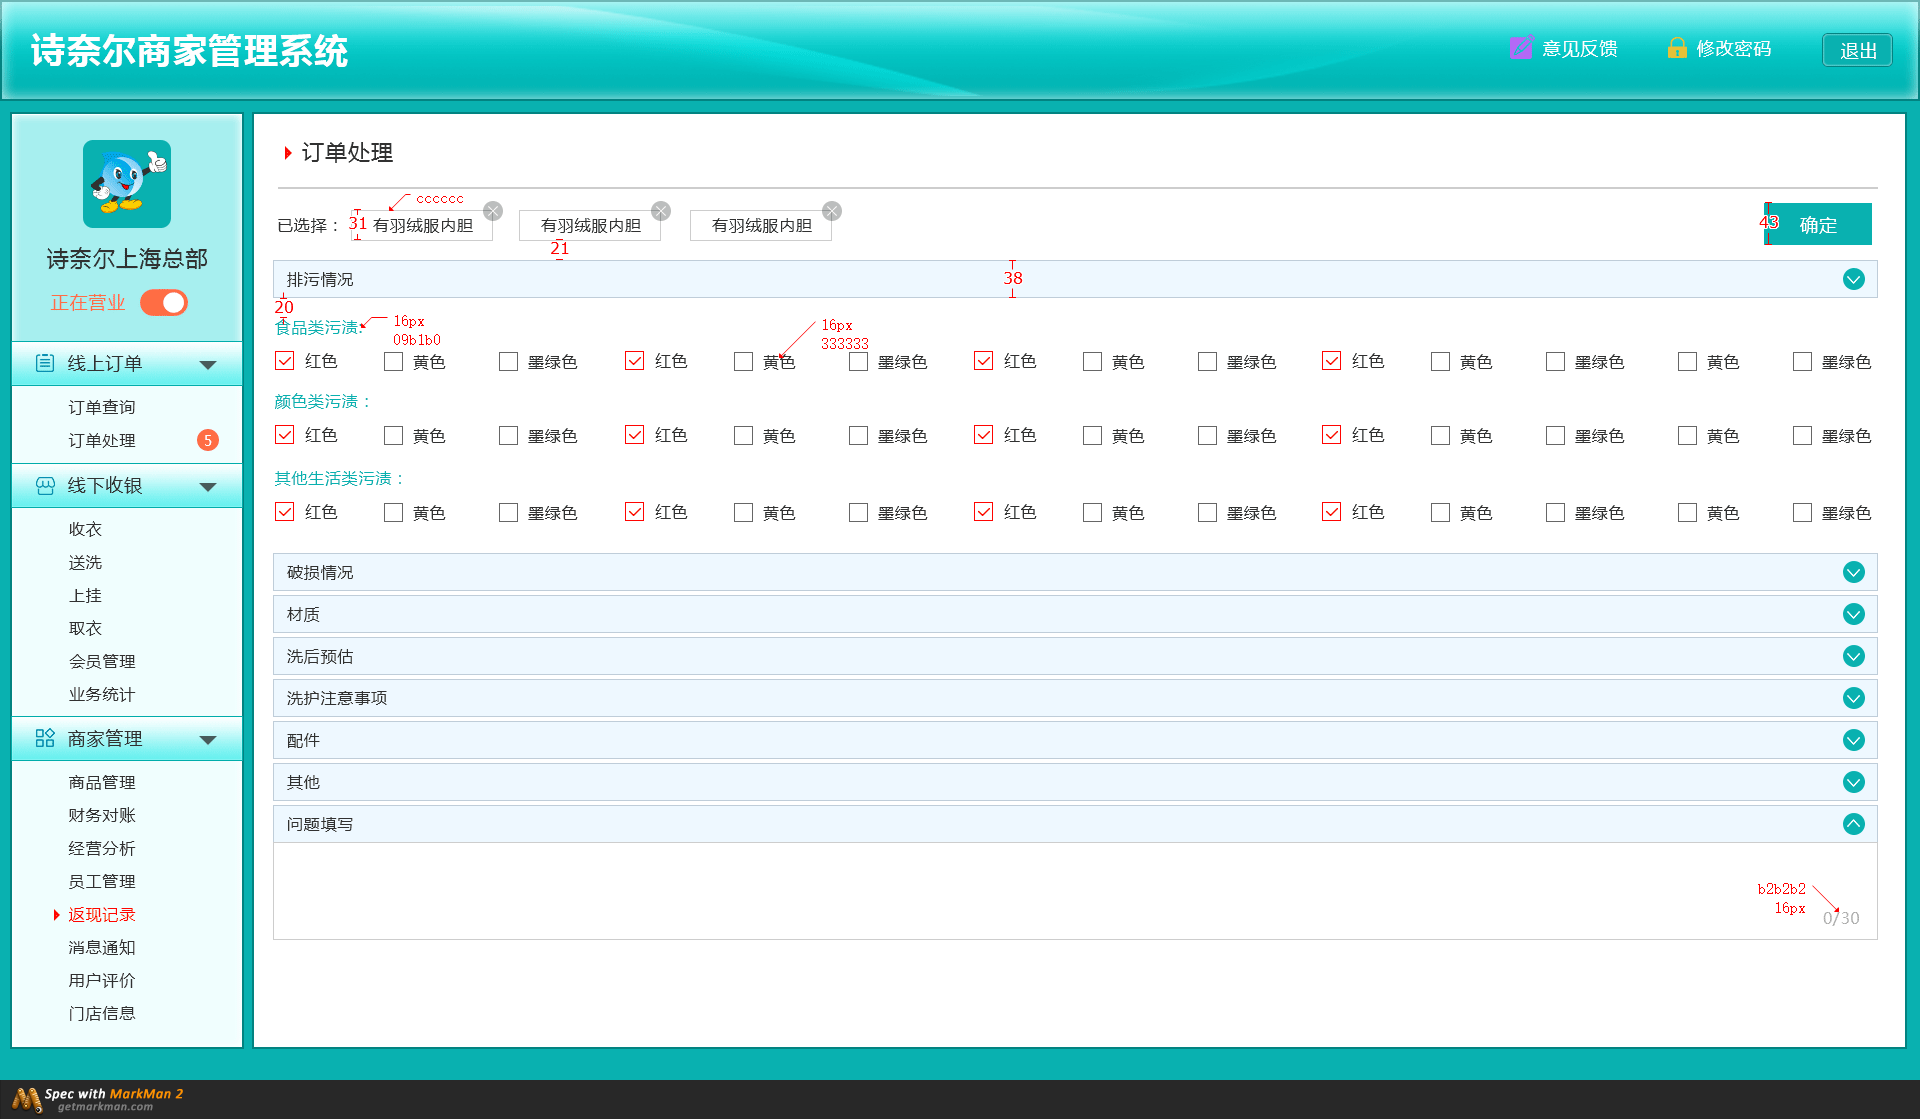 诗奈尔商家管理系统
意见反馈 修改密码 退出
诗奈尔上海总部
正在营业
线上订单
订单查询
订单处理 5
线下收银
收衣
送洗
上挂
取衣
会员管理
业务统计
商家管理
商品管理
财务对账
经营分析
员工管理
返现记录
消息通知
用户评价
门店信息
订单处理
cccccc
已选择： 31 有羽绒服内胆 有羽绒服内胆 有羽绒服内胆 43 确定
21
排污情况 38
20
食品类污渍: 16px 16px
09b1b0 333333
红色 黄色 墨绿色 红色 黄色 墨绿色 红色 黄色 墨绿色 红色 黄色 墨绿色 黄色 墨绿色
颜色类污渍：
红色 黄色 墨绿色 红色 黄色 墨绿色 红色 黄色 墨绿色 红色 黄色 墨绿色 黄色 墨绿色
其他生活类污渍：
红色 黄色 墨绿色 红色 黄色 墨绿色 红色 黄色 墨绿色 红色 黄色 墨绿色 黄色 墨绿色
破损情况
材质
洗后预估
洗护注意事项
配件
其他
问题填写
b2b2b2
16px
0/30
Spec with MarkMan 2
getmarkman.com